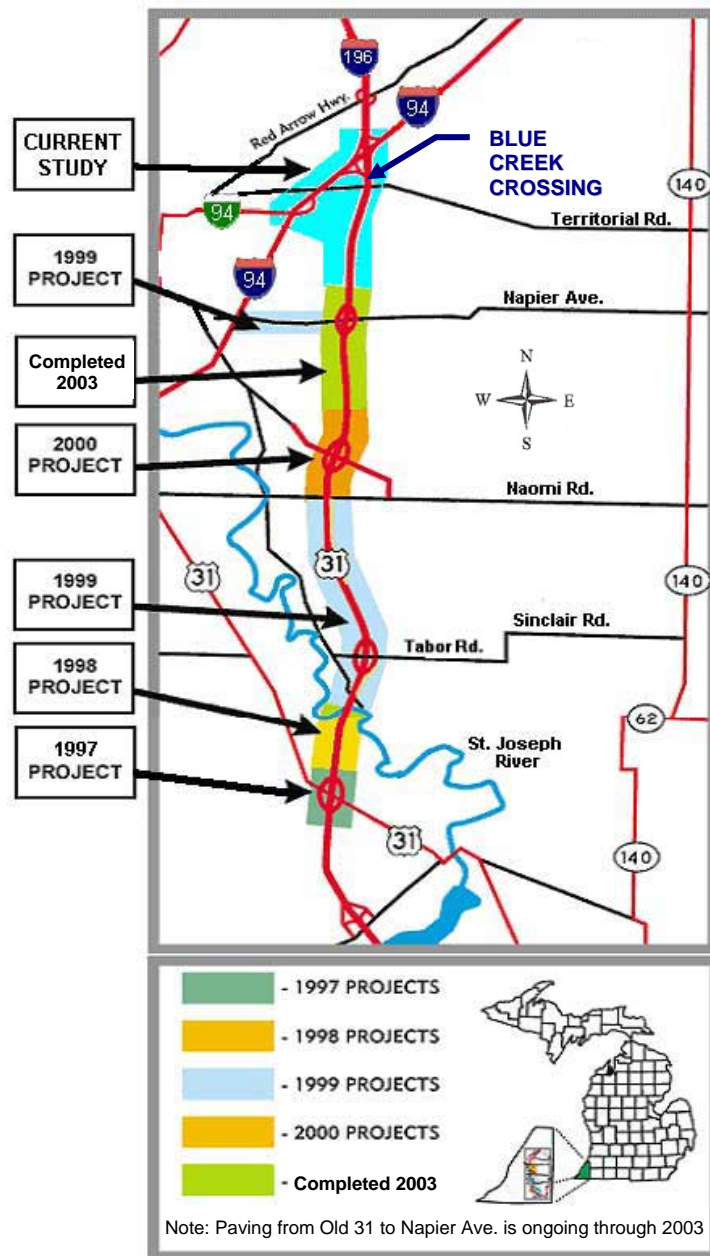 196
Red Arrow Hwy.
94
CURRENT
STUDY
BLUE
CREEK
CROSSING
140
94
Territorial Rd.
1999
PROJECT
94
Napier Ave.
Completed
2003
N
W E
S
2000
PROJECT
Naomi Rd.
31
31
1999
PROJECT
140
Sinclair Rd.
Tabor Rd.
1998
PROJECT
62
St. Joseph
River
1997
PROJECT
31
140
- 1997 PROJECTS
- 1998 PROJECTS
- 1999 PROJECTS
- 2000 PROJECTS
- Completed 2003
Note: Paving from Old 31 to Napier Ave. is ongoing through 2003